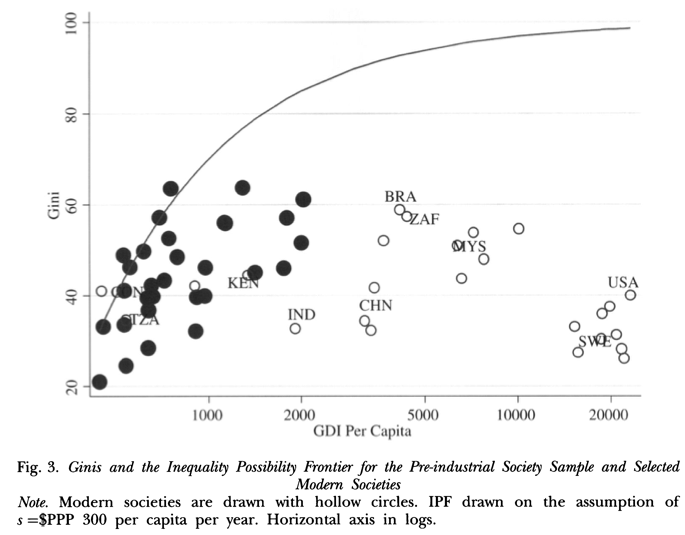 100
80
60
40
20
Gini
BRA
ZAF
MYS
KEN
USA
IND
CHN
TZA
SWE
1000
2000
5000
10000
20000
GDI Per Capita
Fig. 3. Ginis and the Inequality Possibility Frontier for the Pre-industrial Society Sample and Selected
Modern Societies
Note. Modern societies are drawn with hollow circles. IPF drawn on the assumption of
s =$PPP 300 per capita per year. Horizontal axis in logs.